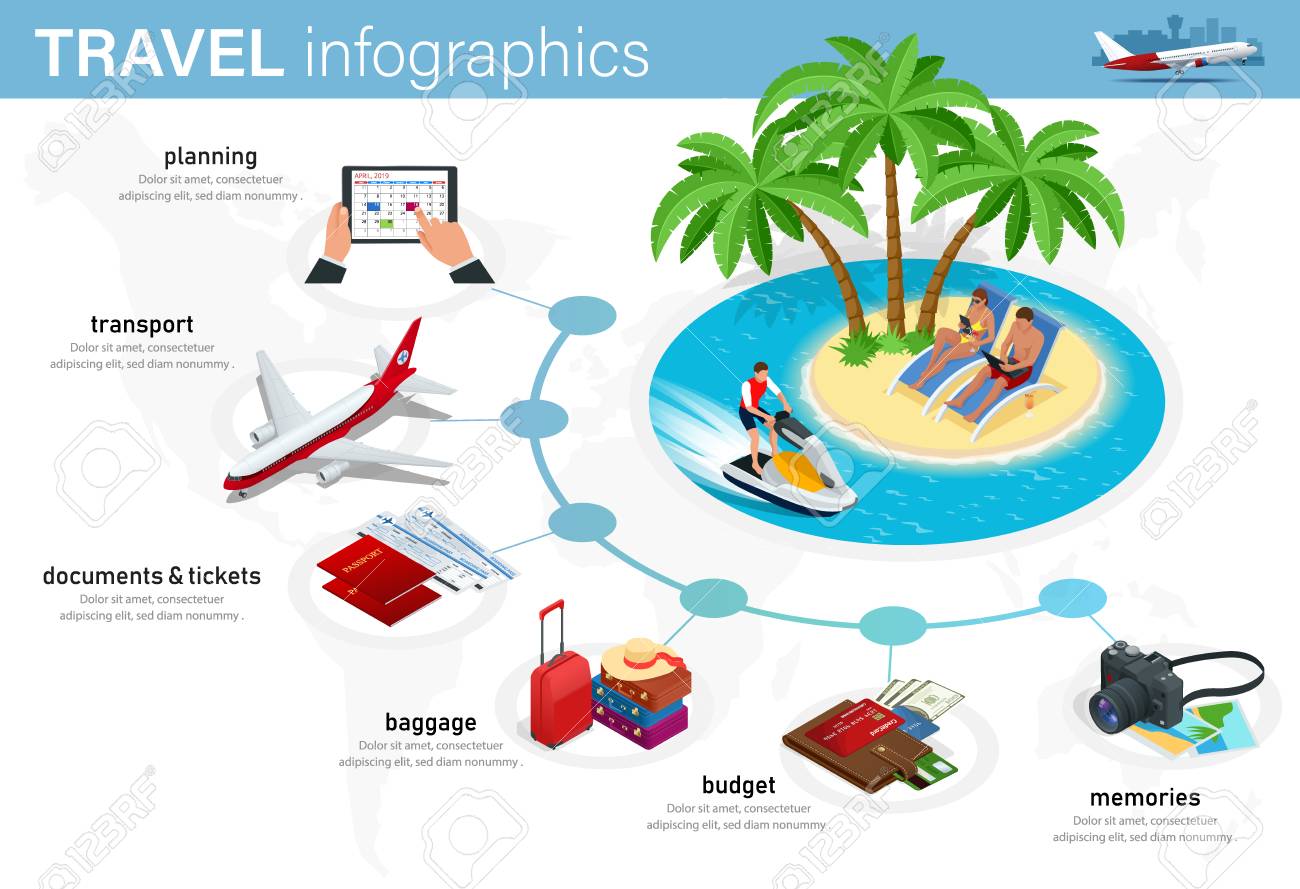 TRAVEL infographics
planning
Dolor sit amet, consectetuer
adipiscing elit, sed diam nonummy .
APRIL, 2019
transport
Dolor sit amet, consectetuer
adipiscing elit, sed diam nonummy .
documents & tickets
Dolor sit amet, consectetuer
adipiscing elit, sed diam nonummy .
PASSPORT
baggage
Dolor sit amet, consectetuer
adipiscing elit, sed diam nonummy .
budget
Dolor sit amet, consectetuer
adipiscing elit, sed diam nonummy .
CreditCard
memories
Dolor sit amet, consectetuer
adipiscing elit, sed diam nonummy .
123RF